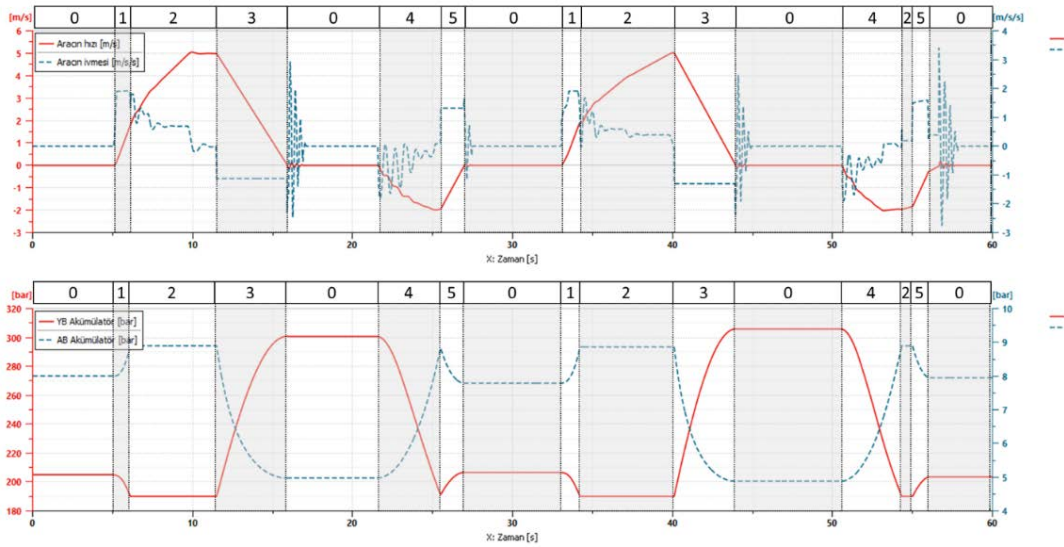 [m/s] 0 1 2 3 0 4 5 0 1 2 3 0 4 2 5 0 [m/s/s]
6 4
Aracın hızı [m/s]
5 3
Aracın ivmesi [m/s/s]
4 2
3 1
2 0
1 -1
0 -2
-1 -3
-2
-3
0 10 20 30 40 50 60
X: Zaman [s]
[bar] 0 1 2 3 0 4 5 0 1 2 3 0 4 2 5 0 [bar]
320 10
YB Akümülatör [bar]
300 9
AB Akümülatör [bar]
280 8
260 7
240 6
220 5
200 4
180
0 10 20 30 40 50 60
X: Zaman [s]